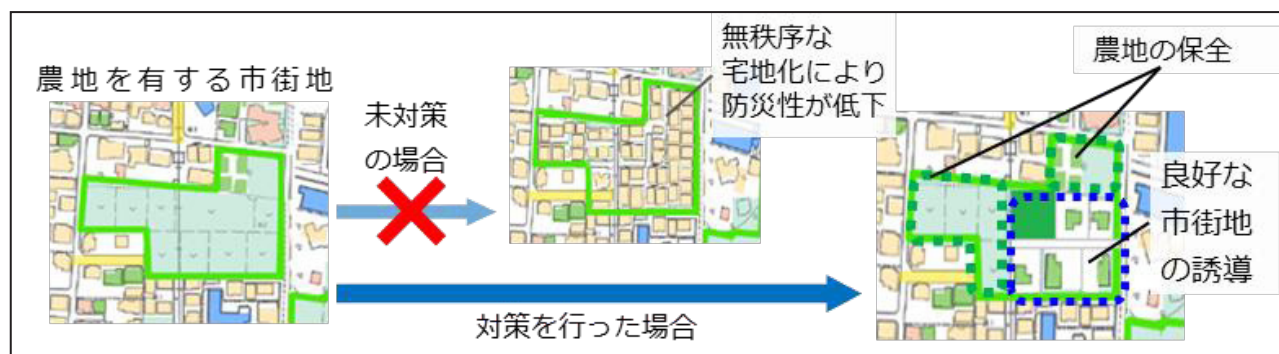 農地を有する市街地
未対策
の場合
無秩序な
宅地化により
防災性が低下
対策を行った場合
農地の保全
良好な
市街地
の誘導